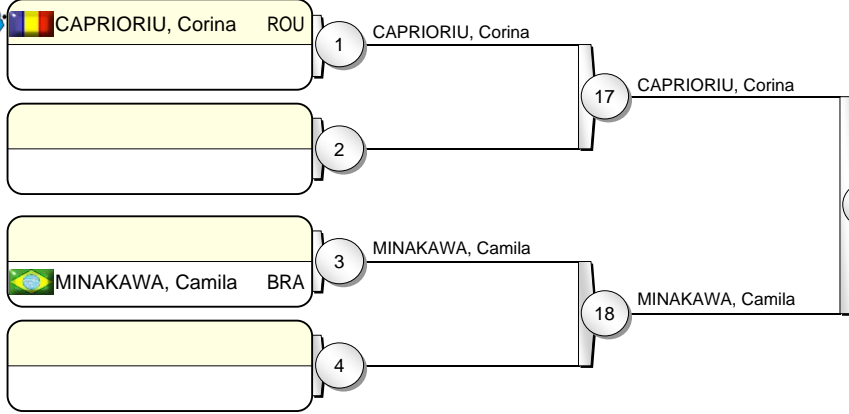 CAPRIORIU, Corina ROU
1
CAPRIORIU, Corina
17
CAPRIORIU, Corina
2
3
MINAKAWA, Camila
MINAKAWA, Camila BRA
18
MINAKAWA, Camila
4